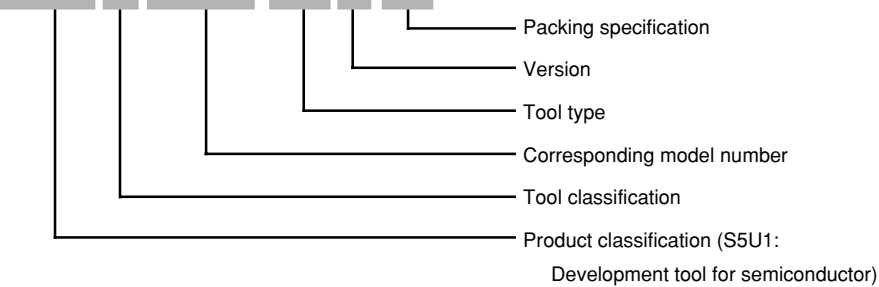 Packing specification
Version
Tool type
Corresponding model number
Tool classification
Product classification (S5U1:
Development tool for semiconductor)